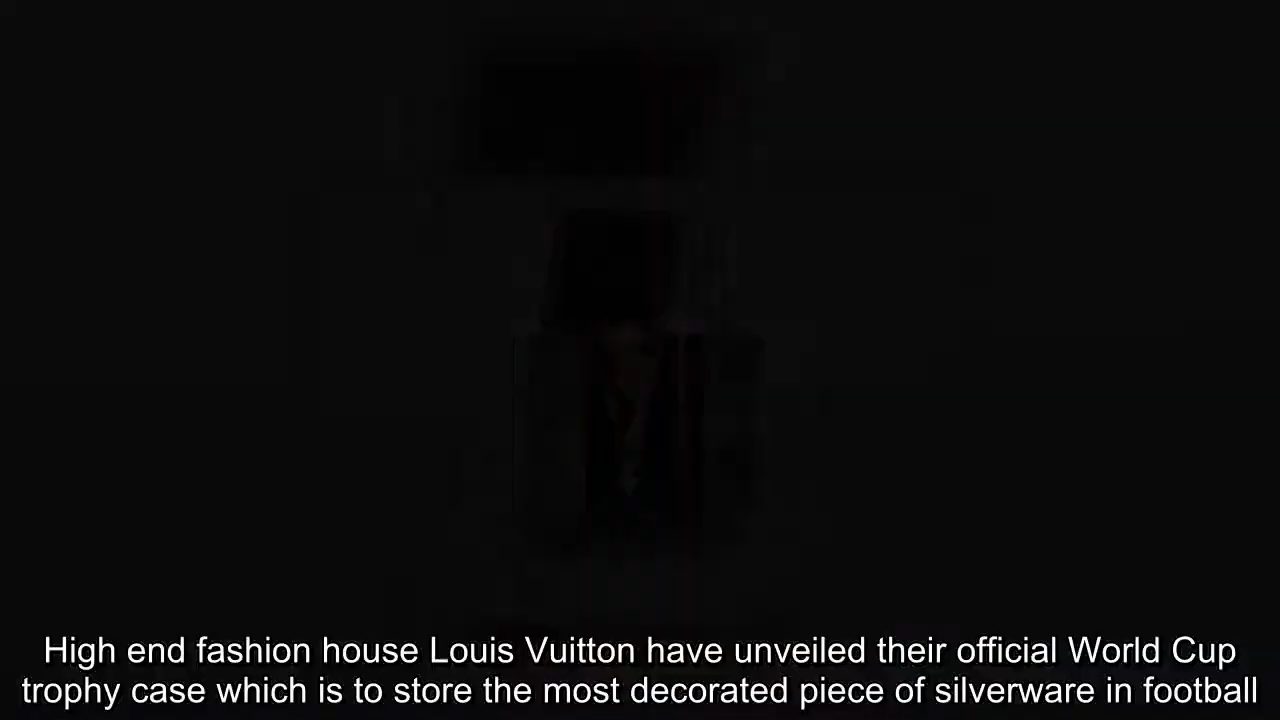 High end fashion house Louis Vuitton have unveiled their official World Cup
trophy case which is to store the most decorated piece of silverware in football